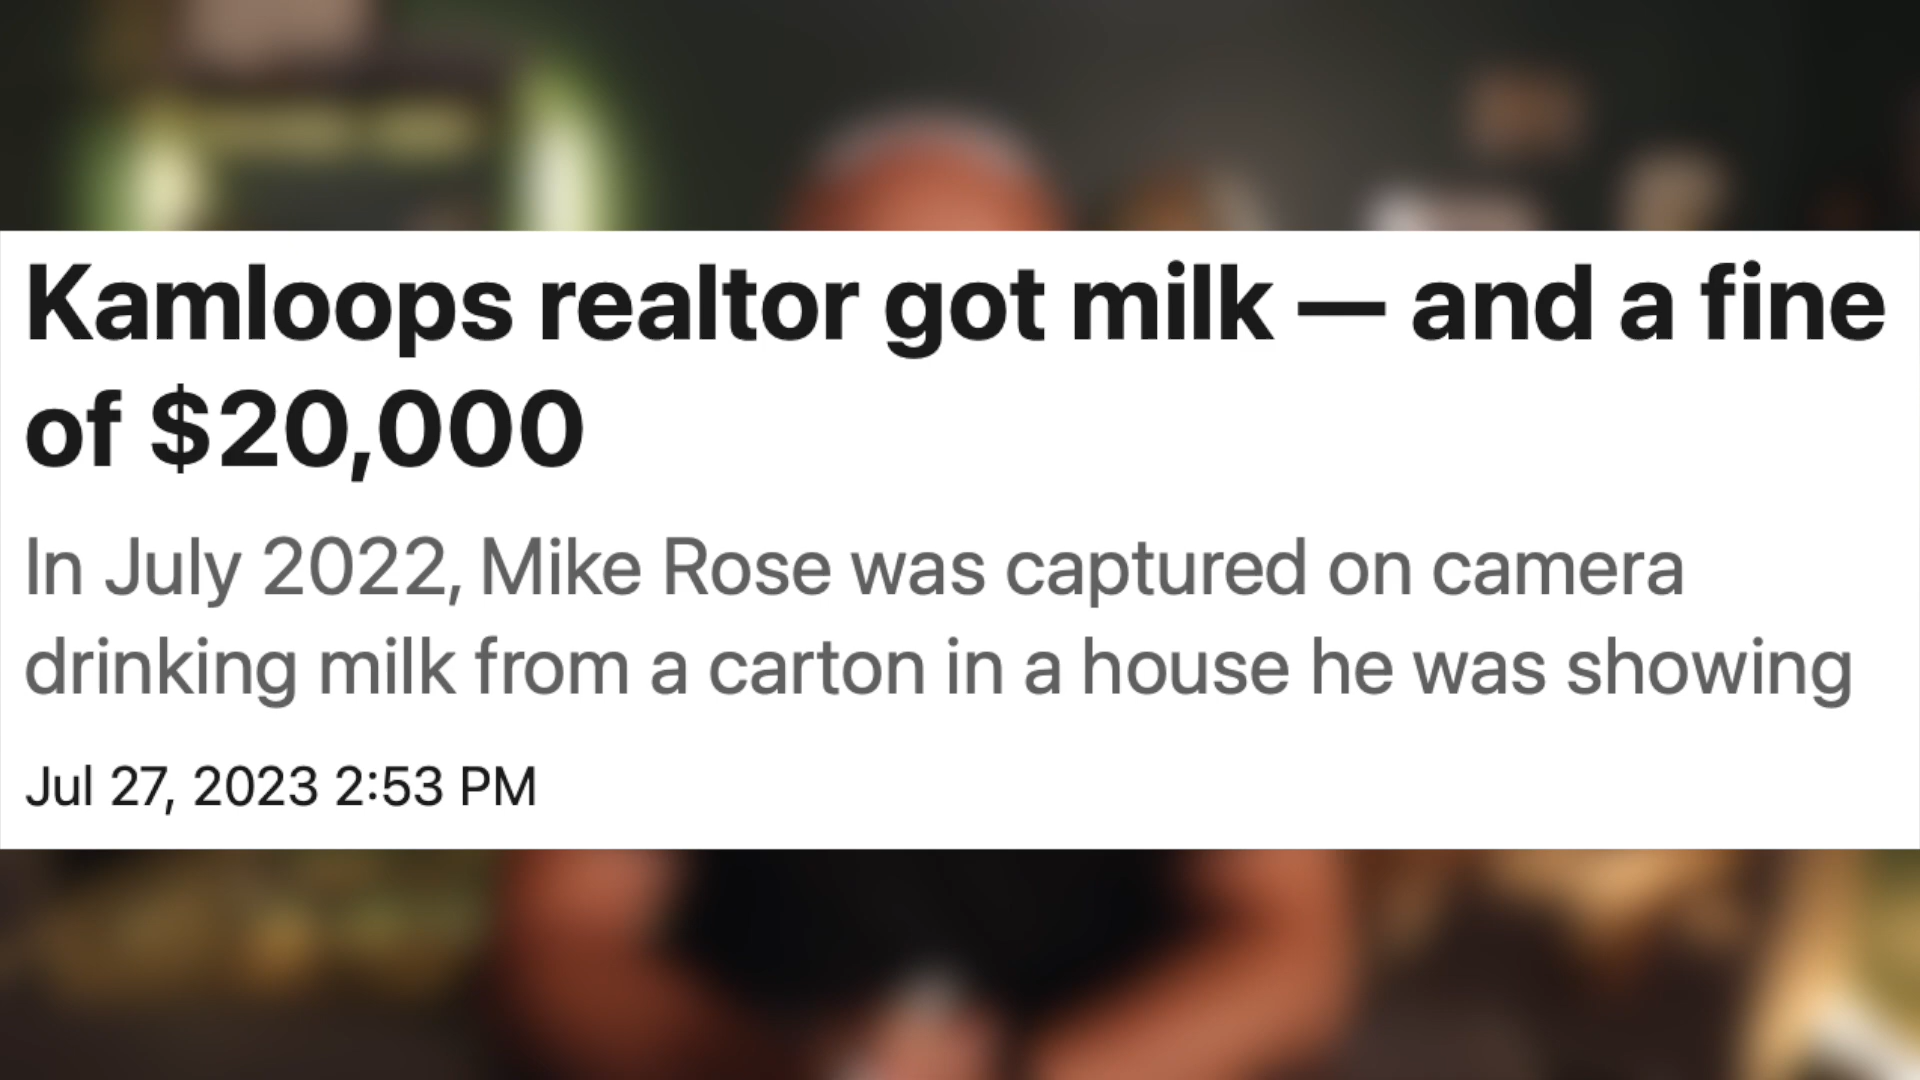 Kamloops realtor got milk — and a fine
of $20,000
In July 2022, Mike Rose was captured on camera
drinking milk from a carton in a house he was showing
Jul 27, 2023 2:53 PM